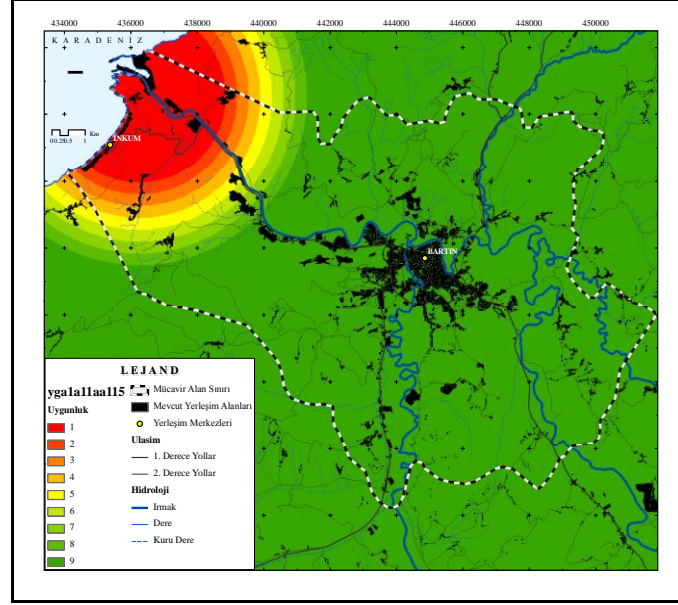 434000 436000 438000 440000 442000 444000 446000 448000 450000
KARADENİZ
Km
0 0.25 0.5 1
İNKUM
BARTIN
LEJAND
yga1a11aa115
Uygunluk
1
2
3
4
5
6
7
8
9
Mücavir Alan Sınırı
Mevcut Yerleşim Alanları
Yerleşim Merkezleri
Ulasim
1. Derece Yollar
2. Derece Yollar
Hidroloji
Irmak
Dere
Kuru Dere